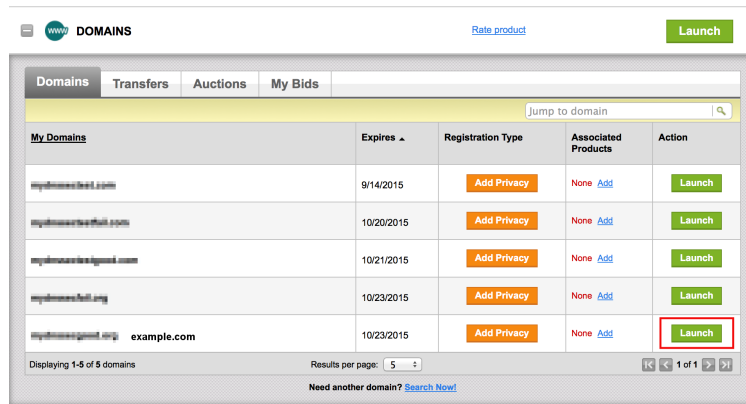 www DOMAINS Rate product Launch
Domains Transfers Auctions My Bids
Jump to domain
My Domains Expires Registration Type Associated Products Action
9/14/2015 Add Privacy None Add Launch
10/20/2015 Add Privacy None Add Launch
10/21/2015 Add Privacy None Add Launch
10/23/2015 Add Privacy None Add Launch
example.com 10/23/2015 Add Privacy None Add Launch
Displaying 1-5 of 5 domains Results per page: 5 1 of 1
Need another domain? Search Now!